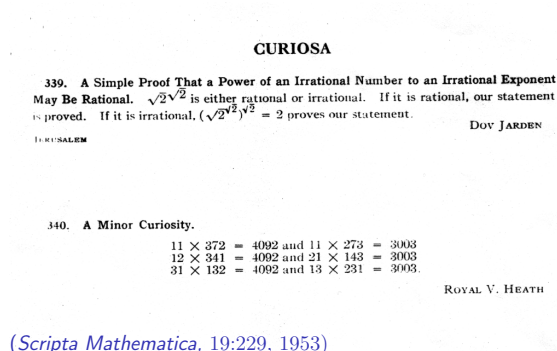 CURIOSA
339. A Simple Proof That a Power of an Irrational Number to an Irrational Exponent
May Be Rational. √2^√2 is either rational or irrational. If it is rational, our statement
is proved. If it is irrational, (√2^√2)^√2 = 2 proves our statement.
DOV JARDEN
JERUSALEM
340. A Minor Curiosity.
11 × 372 = 4092 and 11 × 273 = 3003
12 × 341 = 4092 and 21 × 143 = 3003
31 × 132 = 4092 and 13 × 231 = 3003.
ROYAL V. HEATH
(Scripta Mathematica, 19:229, 1953)